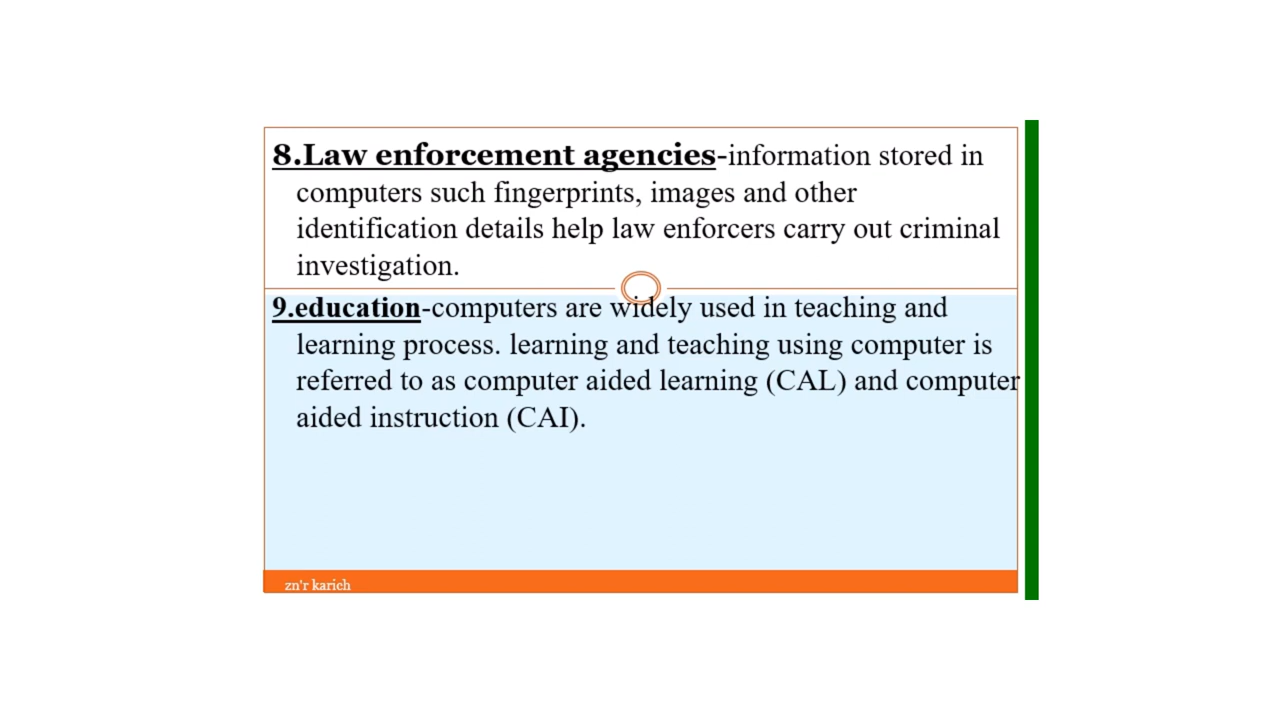 8.Law enforcement agencies-information stored in
computers such fingerprints, images and other
identification details help law enforcers carry out criminal
investigation.
9.education-computers are widely used in teaching and
learning process. learning and teaching using computer is
referred to as computer aided learning (CAL) and computer
aided instruction (CAI).
zn'r karich